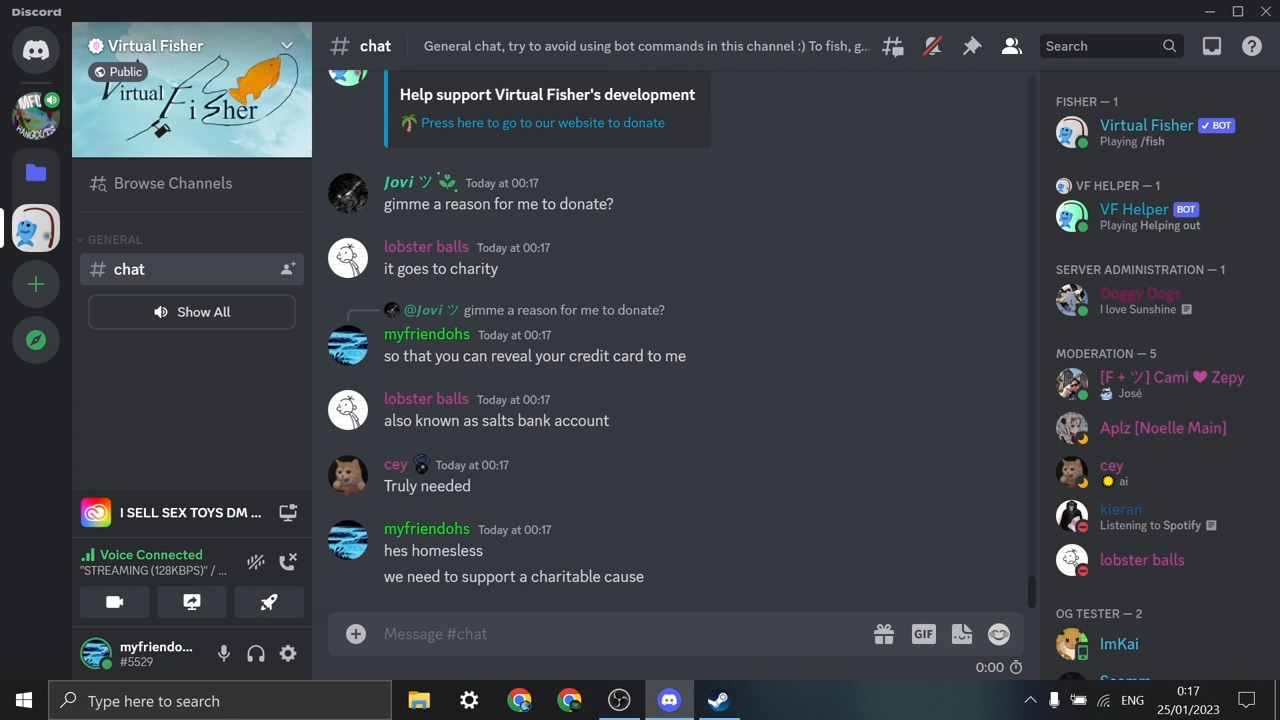 Discord
Virtual Fisher
Public
Virtual Fisher
Browse Channels
GENERAL
chat
Show All
I SELL SEX TOYS DM ...
Voice Connected
"STREAMING (128KBPS)" / ...
myfriendo...
#5529
chat
General chat, try to avoid using bot commands in this channel :) To fish, g...
Search
Help support Virtual Fisher's development
🌴 Press here to go to our website to donate
Jovi ツ Today at 00:17
gimme a reason for me to donate?
lobster balls Today at 00:17
it goes to charity
@Jovi ツ gimme a reason for me to donate?
myfriendohs Today at 00:17
so that you can reveal your credit card to me
lobster balls Today at 00:17
also known as salts bank account
cey Today at 00:17
Truly needed
myfriendohs Today at 00:17
hes homesless
we need to support a charitable cause
Message #chat
GIF
0:00
FISHER — 1
Virtual Fisher ✓ BOT
Playing /fish
VF HELPER — 1
VF Helper BOT
Playing Helping out
SERVER ADMINISTRATION — 1
Doggy Dogs
I love Sunshine
MODERATION — 5
[F + ツ] Cami ♥ Zepy
José
Aplz [Noelle Main]
cey
ai
kieran
Listening to Spotify
lobster balls
OG TESTER — 2
ImKai
Type here to search
ENG
0:17
25/01/2023